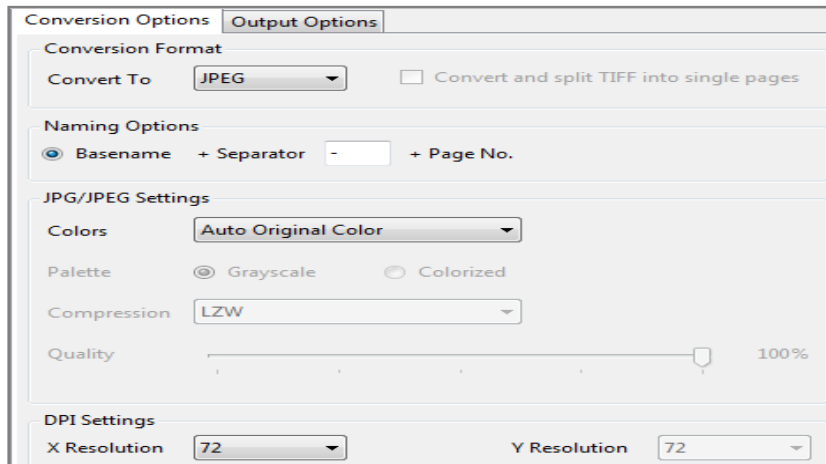 Conversion Options Output Options
Conversion Format
Convert To JPEG Convert and split TIFF into single pages
Naming Options
Basename + Separator - + Page No.
JPG/JPEG Settings
Colors Auto Original Color
Palette Grayscale Colorized
Compression LZW
Quality 100%
DPI Settings
X Resolution 72 Y Resolution 72